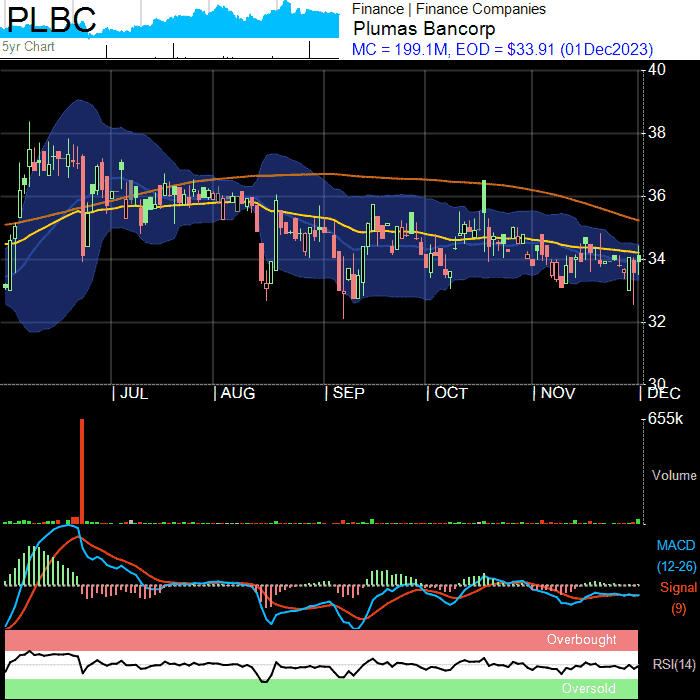 PLBC
5yr Chart
Finance | Finance Companies
Plumas Bancorp
MC = 199.1M, EOD = $33.91 (01Dec2023)
40
38
36
34
32
30
| JUL | AUG | SEP | OCT | NOV | DEC
655k
Volume
MACD
(12-26)
Signal
(9)
Overbought
RSI(14)
Oversold